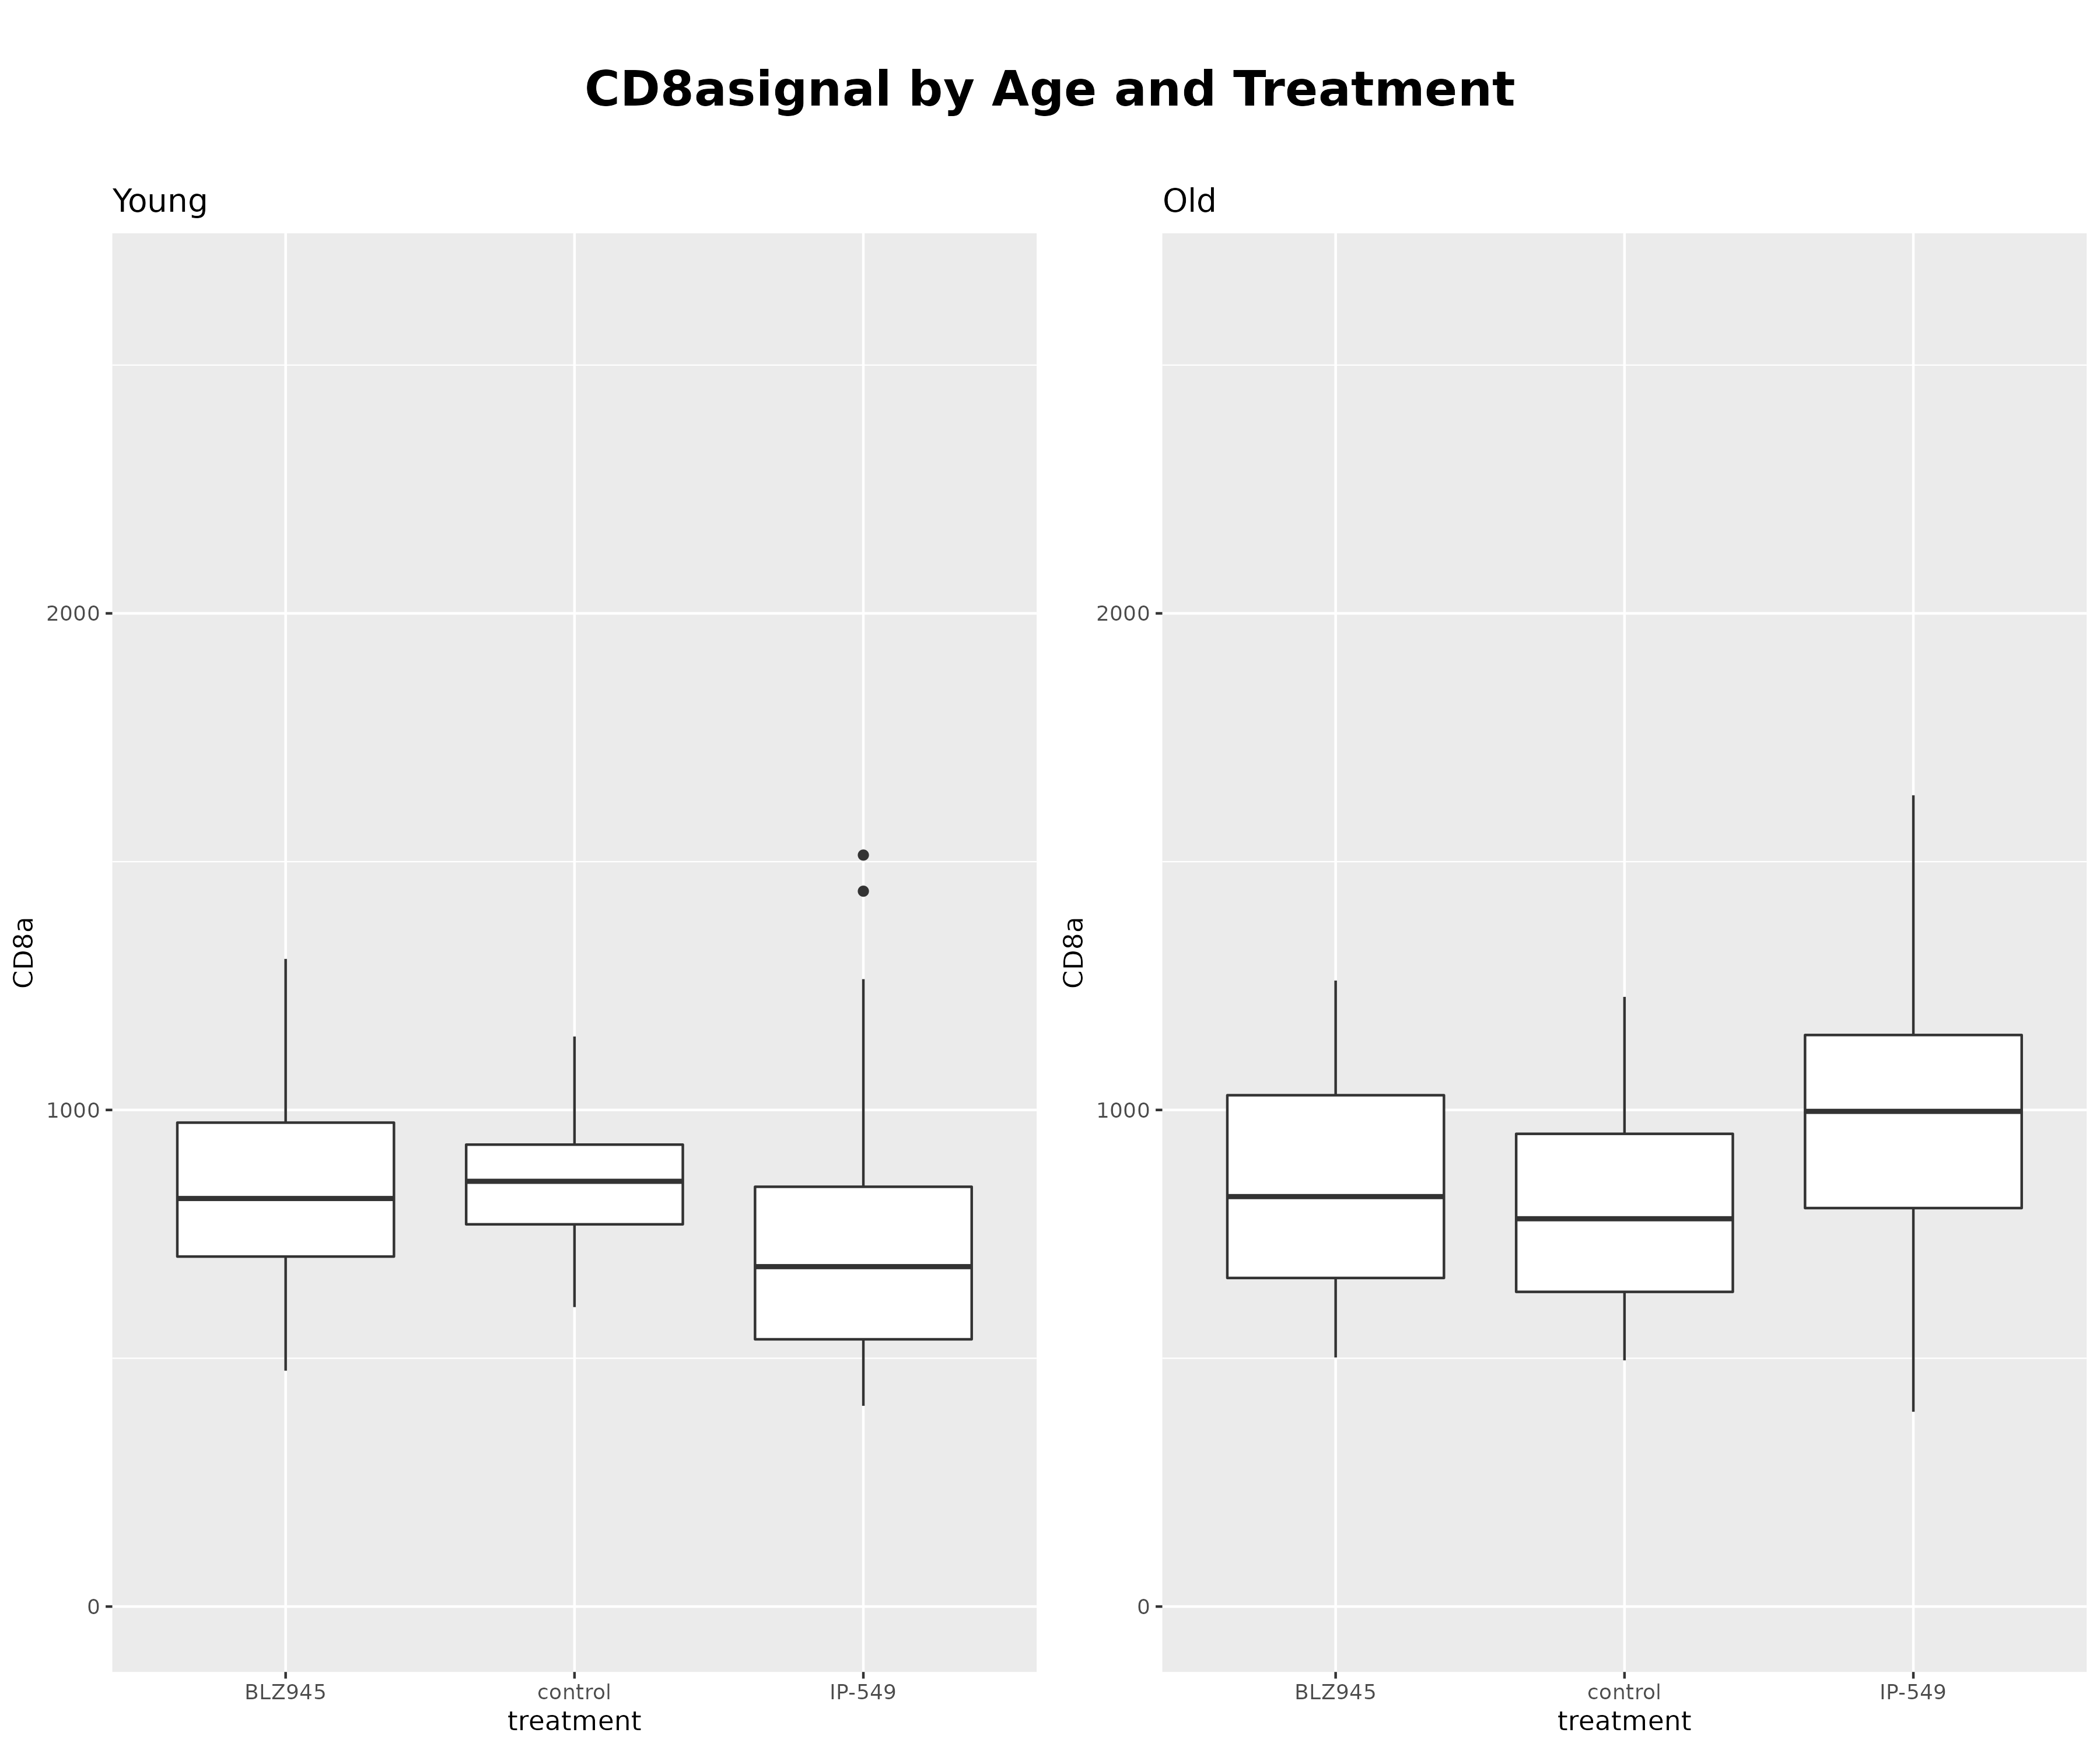 CD8asignal by Age and Treatment
Young
2000
1000
0
CD8a
BLZ945
control
IP-549
treatment
Old
2000
1000
0
CD8a
BLZ945
control
IP-549
treatment